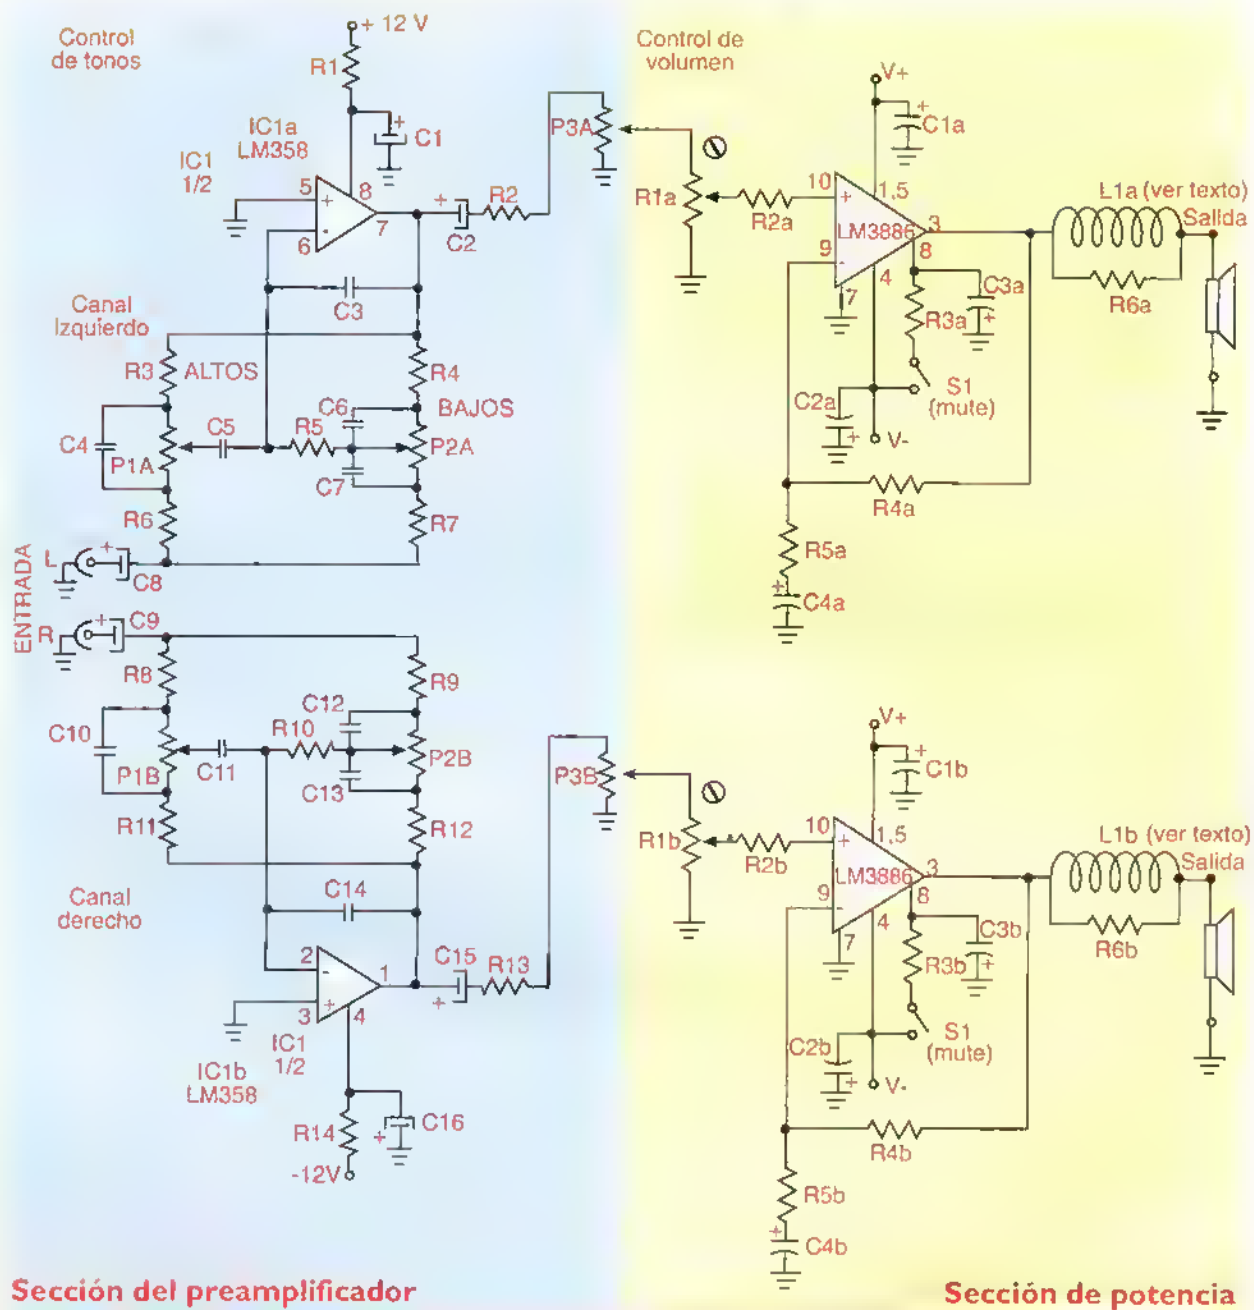 Control
de tonos
+ 12 V
R1
C1
IC1a
LM358
IC1
1/2
5
+
8
7
6
-
+
C2
R2
P3A
C3
Canal
Izquierdo
R3
ALTOS
R4
BAJOS
C4
P1A
C5
R5
C6
C7
P2A
R6
R7
ENTRADA
L
+
C8
R
+
C9
R8
R9
C10
P1B
C11
R10
C12
C13
P2B
R11
R12
C14
Canal
derecho
2
-
1
3
+
4
IC1
1/2
IC1b
LM358
C15
+
R13
P3B
R14
-12V
+
C16
Sección del preamplificador
Control de
volumen
V+
+
C1a
R1a
R2a
10
+
1,5
LM3886
3
8
9
-
4
7
R3a
C3a
+
S1
(mute)
C2a
+
V-
R4a
R5a
+
C4a
L1a (ver texto)
Salida
R6a
V+
+
C1b
R1b
R2b
10
+
1,5
LM3886
3
8
9
-
4
7
R3b
C3b
+
S1
(mute)
C2b
+
V-
R4b
R5b
+
C4b
L1b (ver texto)
Salida
R6b
Sección de potencia